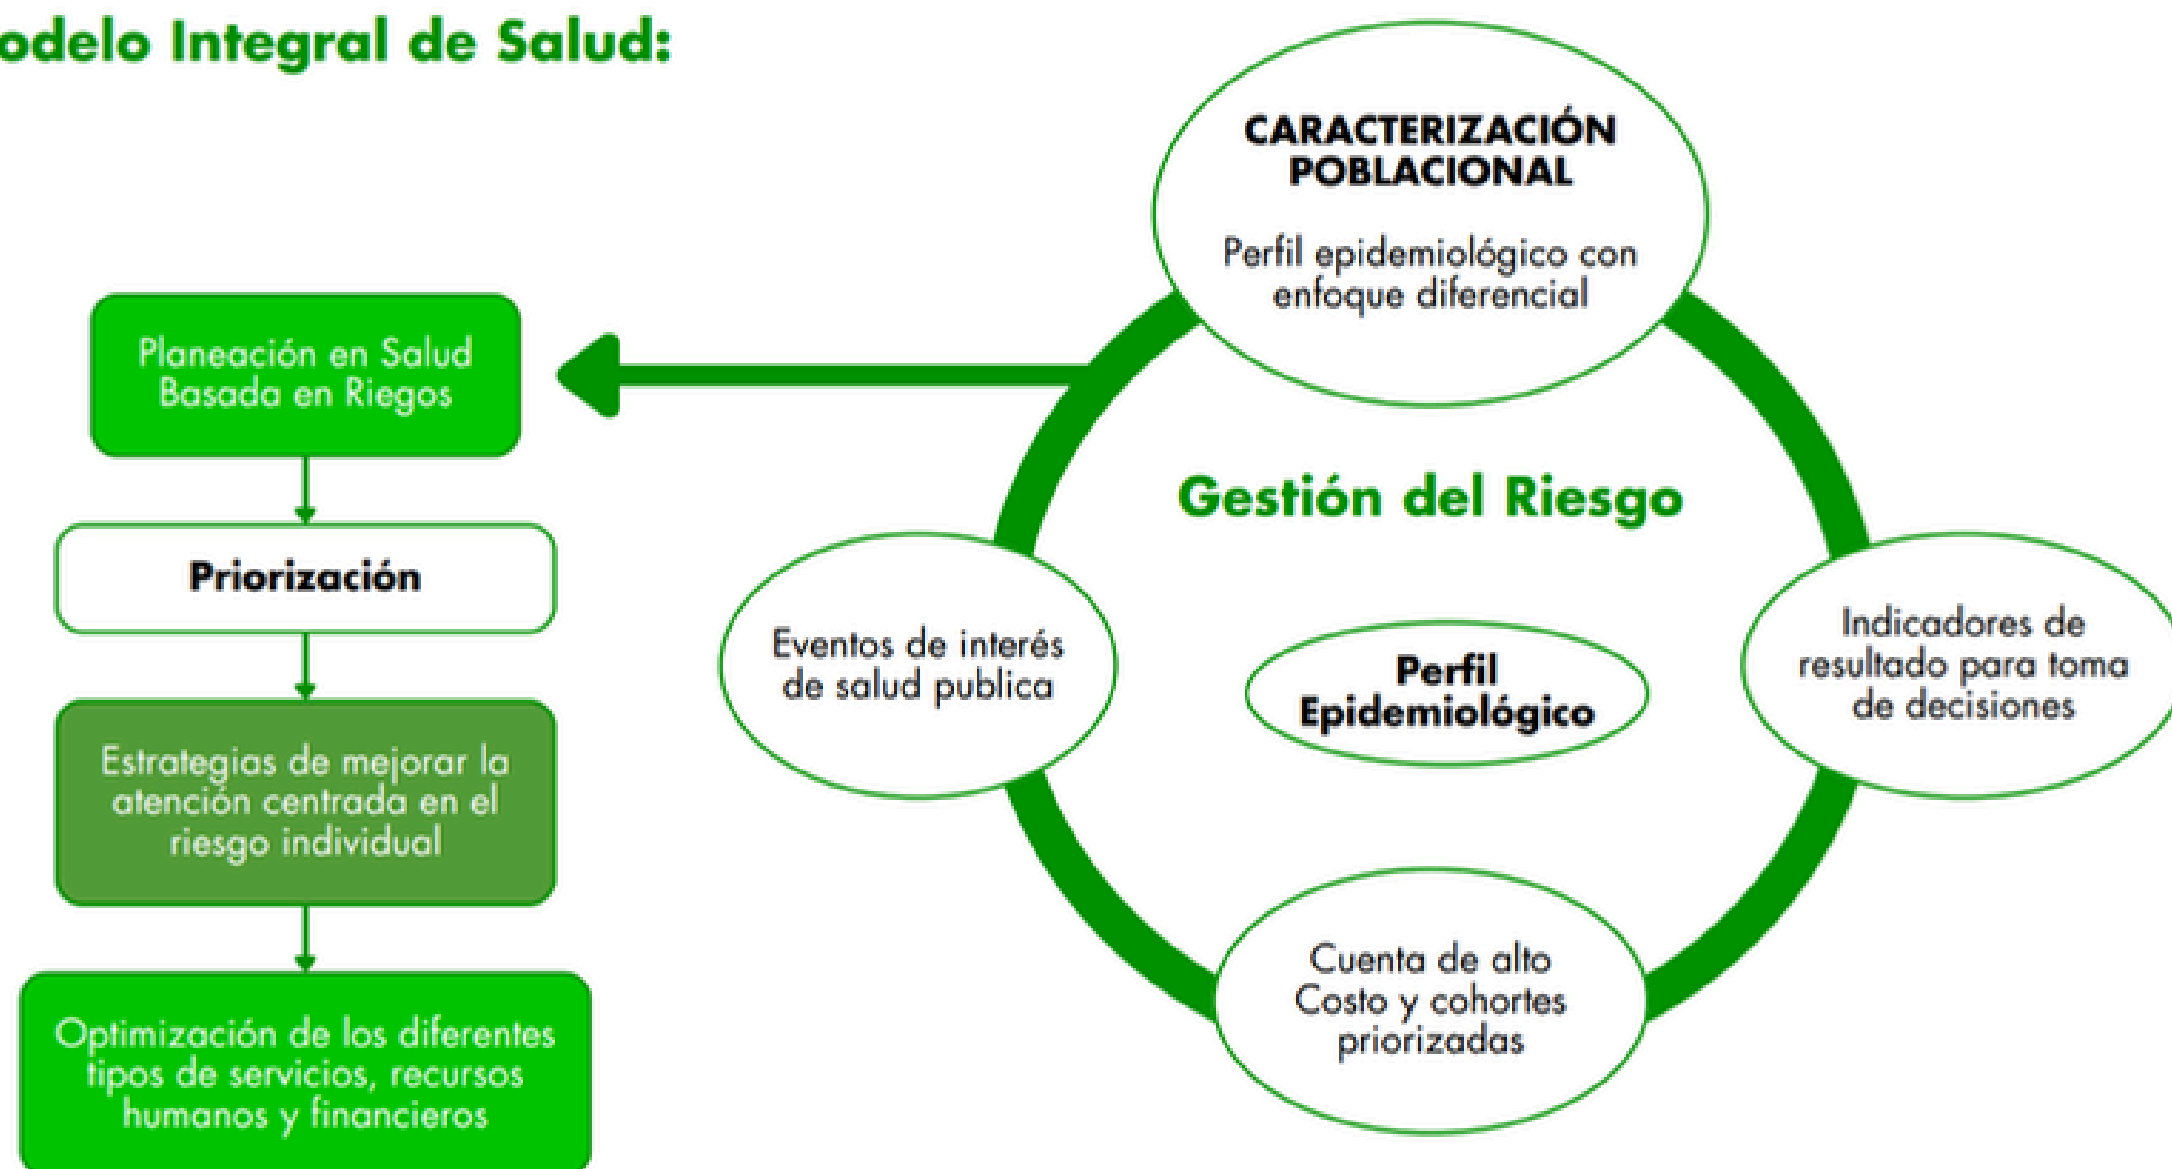 odelo Integral de Salud:
CARACTERIZACIÓN
POBLACIONAL
Perfil epidemiológico con
enfoque diferencial
Planeación en Salud
Basada en Riegos
Priorización
Estrategias de mejorar la
atención centrada en el
riesgo individual
Optimización de los diferentes
tipos de servicios, recursos
humanos y financieros
Gestión del Riesgo
Eventos de interés
de salud publica
Perfil
Epidemiológico
Indicadores de
resultado para toma
de decisiones
Cuenta de alto
Costo y cohortes
priorizadas